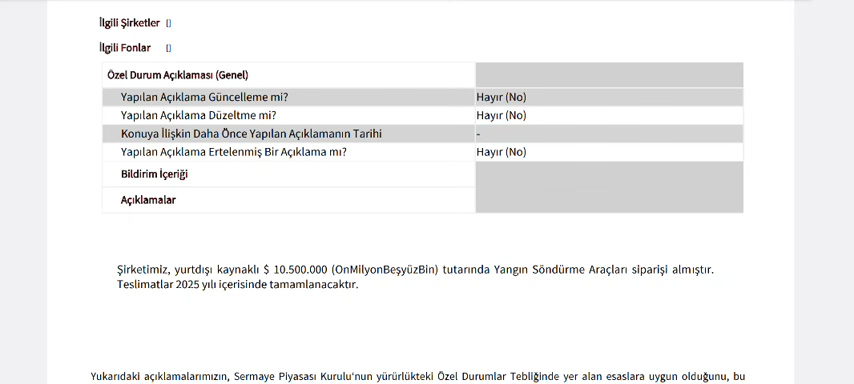 İlgili Şirketler []
İlgili Fonlar []
Özel Durum Açıklaması (Genel)
Yapılan Açıklama Güncelleme mi? Hayır (No)
Yapılan Açıklama Düzeltme mi? Hayır (No)
Konuya İlişkin Daha Önce Yapılan Açıklamanın Tarihi -
Yapılan Açıklama Ertelenmiş Bir Açıklama mı? Hayır (No)
Bildirim İçeriği
Açıklamalar
Şirketimiz, yurtdışı kaynaklı $ 10.500.000 (OnMilyonBeşyüzBin) tutarında Yangın Söndürme Araçları siparişi almıştır.
Teslimatlar 2025 yılı içerisinde tamamlanacaktır.
Yukarıdaki açıklamalarımızın, Sermaye Piyasası Kurulu'nun yürürlükteki Özel Durumlar Tebliğinde yer alan esaslara uygun olduğunu, bu